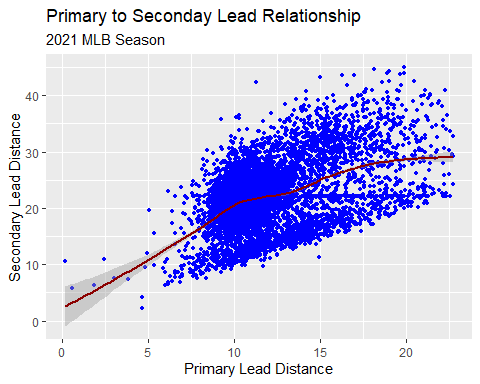 Primary to Seconday Lead Relationship
2021 MLB Season
40
30
20
10
0
Secondary Lead Distance
0 5 10 15 20
Primary Lead Distance